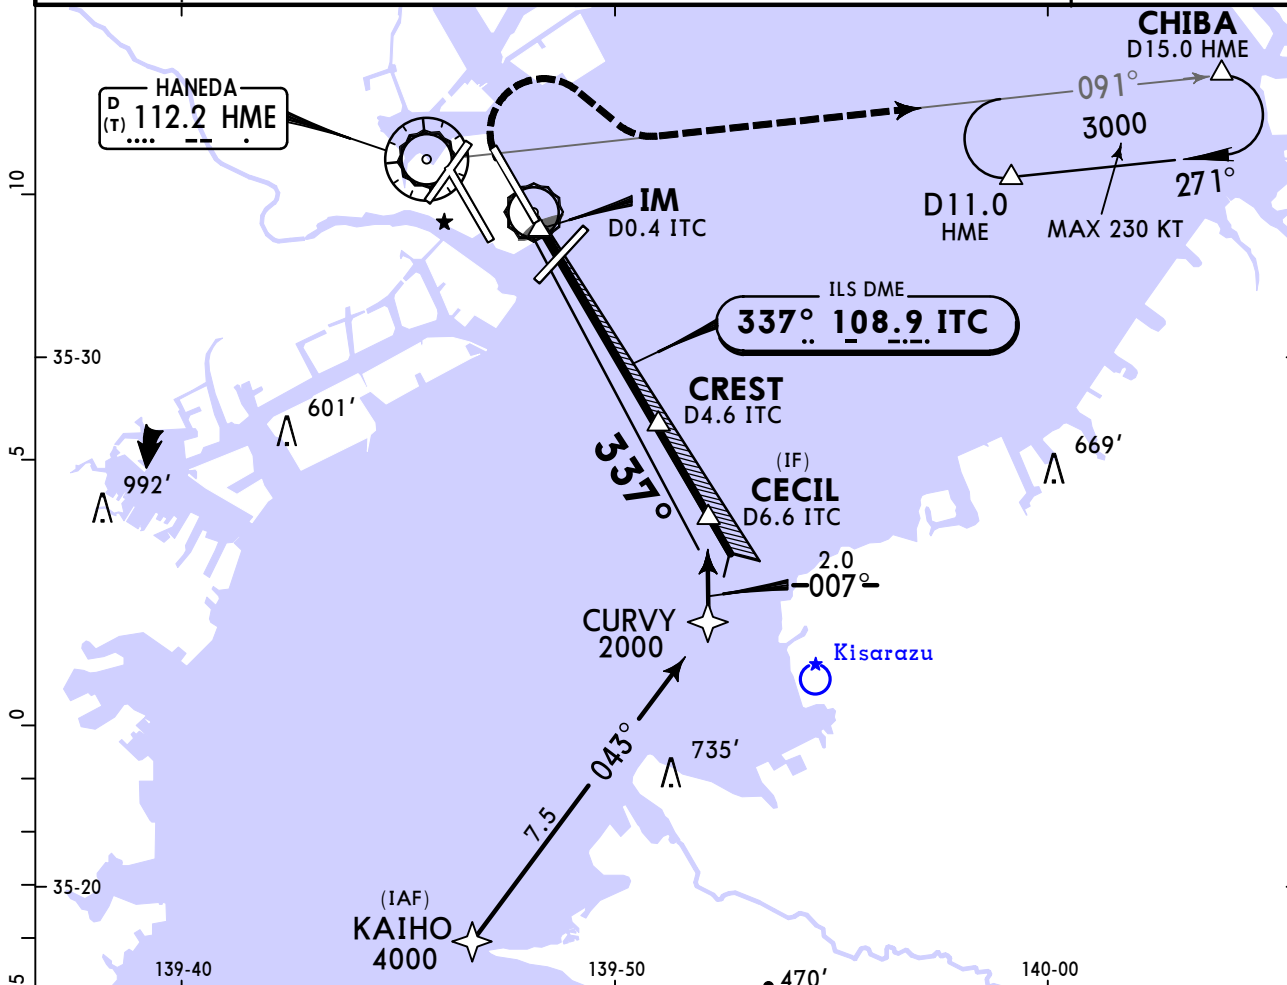 CHIBA
D15.0 HME
HANEDA
D
(T) 112.2 HME
091°
3000
271°
D11.0
HME
MAX 230 KT
10
IM
D0.4 ITC
ILS DME
337° 108.9 ITC
35-30
CREST
D4.6 ITC
601'
337°
5
992'
669'
(IF)
CECIL
D6.6 ITC
2.0
007°
CURVY
2000
Kisarazu
0
043°
735'
7.5
35-20
(IAF)
KAIHO
4000
139-40
139-50
140-00
5
470'